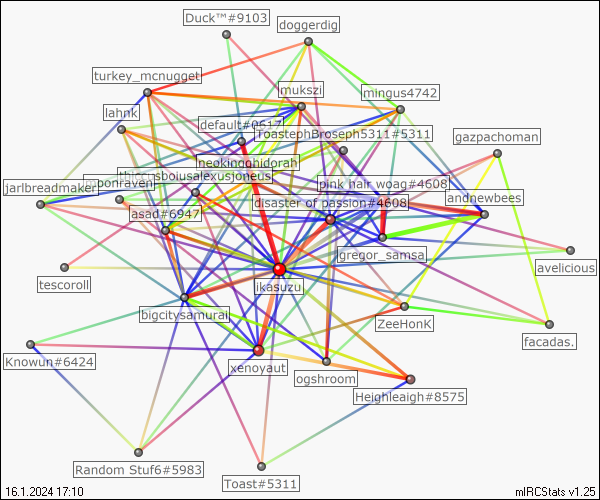 Duck™#9103
doggerdig
turkey_mcnugget
mukszi
mingus4742
lahnk
default#0617
ToastephBroseph5311#5311
gazpachoman
neokingghidorah
thiccsboiusalexusjoneus
pink hair woag#4608
jarlbreadmaker
andnewbees
disaster of passion#4608
asad#6947
gregor_samsa
avelicious
tescoroll
ikasuzu
bigcitysamurai
ZeeHonK
facadas.
Knowun#6424
xenoyaut
ogshroom
Heighleaigh#8575
Random Stuf6#5983
Toast#5311
16.1.2024 17:10
mIRCStats v1.25